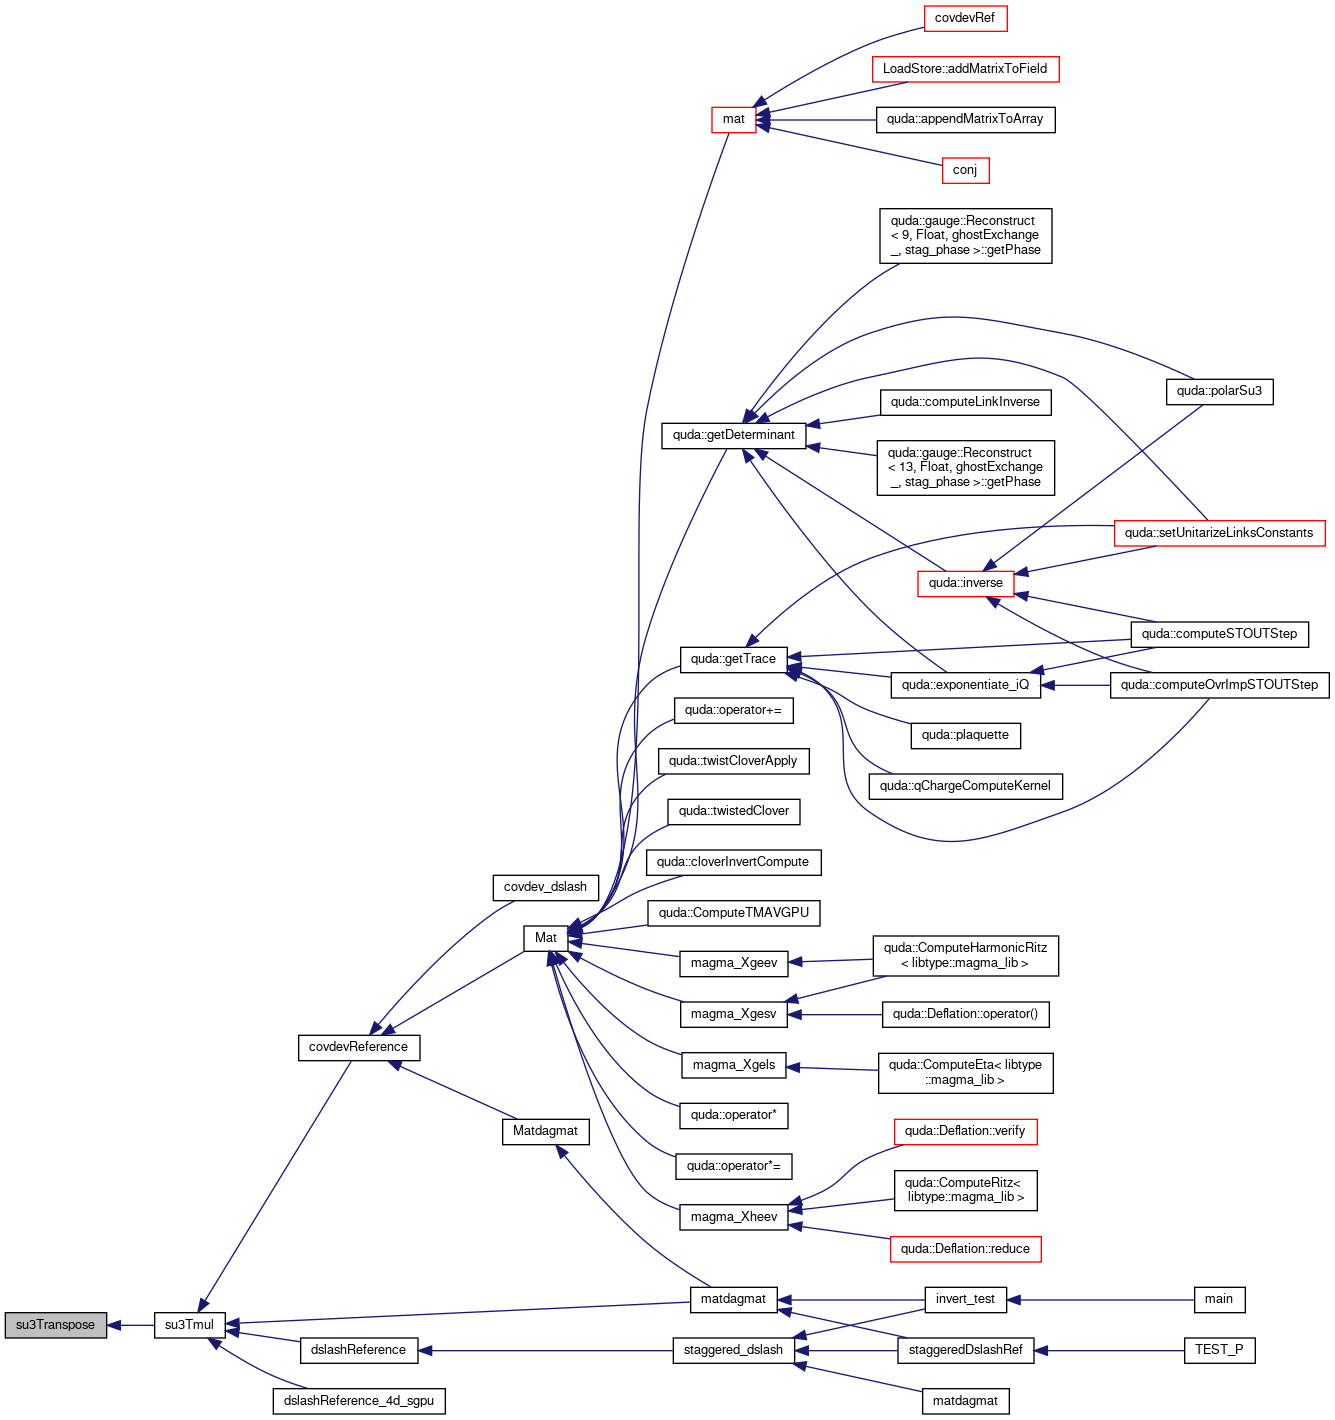 covdevRef
LoadStore::addMatrixToField
mat
quda::appendMatrixToArray
conj
quda::gauge::Reconstruct
< 9, Float, ghostExchange
_, stag_phase >::getPhase
quda::polarSu3
quda::computeLinkInverse
quda::getDeterminant
quda::gauge::Reconstruct
< 13, Float, ghostExchange
_, stag_phase >::getPhase
quda::setUnitarizeLinksConstants
quda::inverse
quda::computeSTOUTStep
quda::getTrace
quda::exponentiate_iQ
quda::computeOvrImpSTOUTStep
quda::operator+=
quda::plaquette
quda::twistCloverApply
quda::qChargeComputeKernel
quda::twistedClover
quda::cloverInvertCompute
covdev_dslash
quda::ComputeTMAVGPU
Mat
quda::ComputeHarmonicRitz
< libtype::magma_lib >
magma_Xgeev
magma_Xgesv
quda::Deflation::operator()
covdevReference
magma_Xgels
quda::ComputeEta< libtype
::magma_lib >
quda::operator*
Matdagmat
quda::Deflation::verify
quda::operator*=
quda::ComputeRitz<
libtype::magma_lib >
magma_Xheev
quda::Deflation::reduce
matdagmat
invert_test
main
su3Transpose
su3Tmul
dslashReference
staggered_dslash
staggeredDslashRef
TEST_P
dslashReference_4d_sgpu
matdagmat